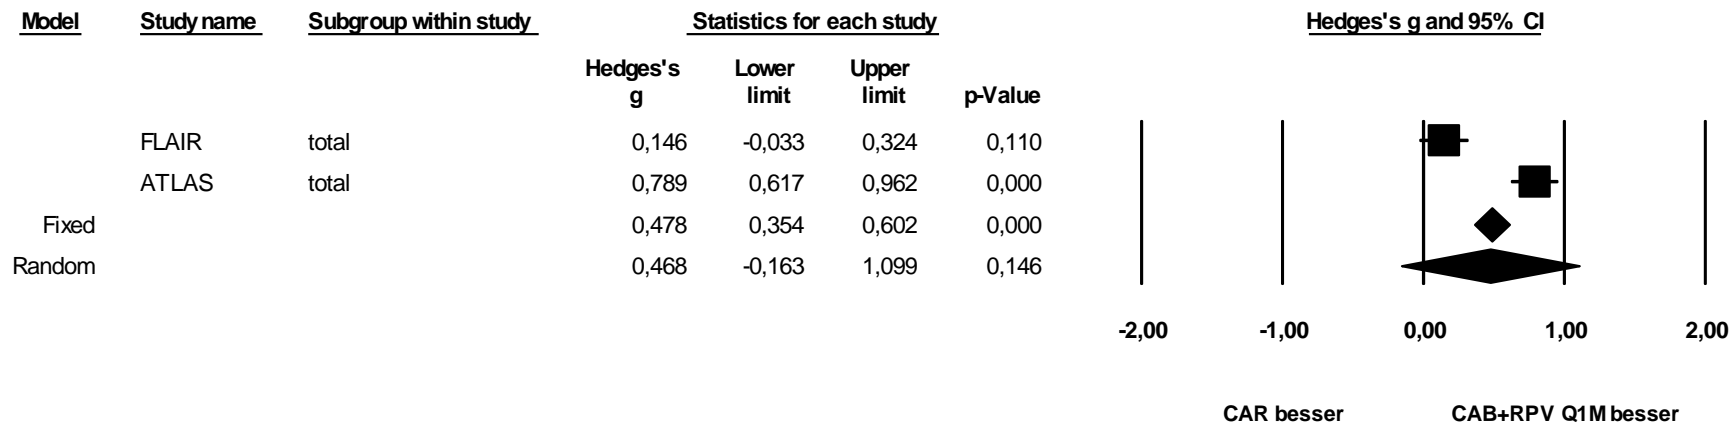 Model Study name Subgroup within study Statistics for each study Hedges's g and 95% CI
Hedges's g Lower limit Upper limit p-Value
FLAIR total 0,146 -0,033 0,324 0,110
ATLAS total 0,789 0,617 0,962 0,000
Fixed 0,478 0,354 0,602 0,000
Random 0,468 -0,163 1,099 0,146
-2,00 -1,00 0,00 1,00 2,00
CAR besser CAB+RPV Q1M besser